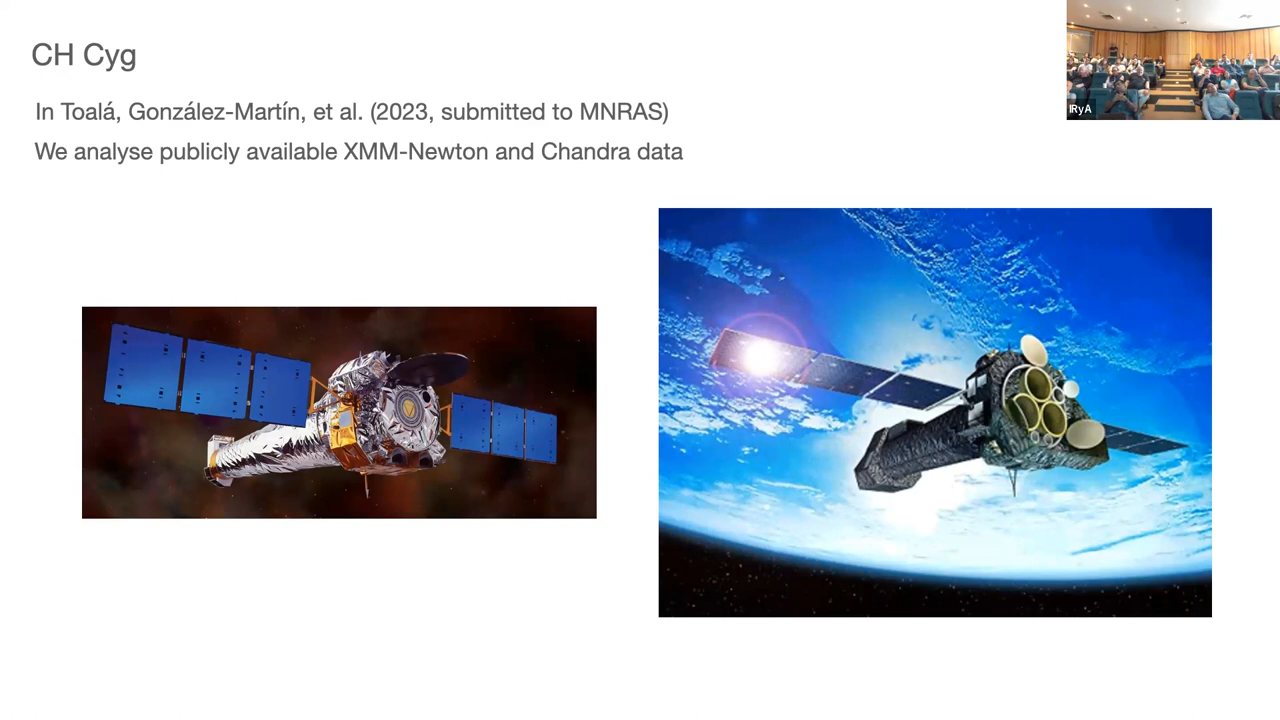 CH Cyg
In Toalá, González-Martín, et al. (2023, submitted to MNRAS)
We analyse publicly available XMM-Newton and Chandra data
IRyA